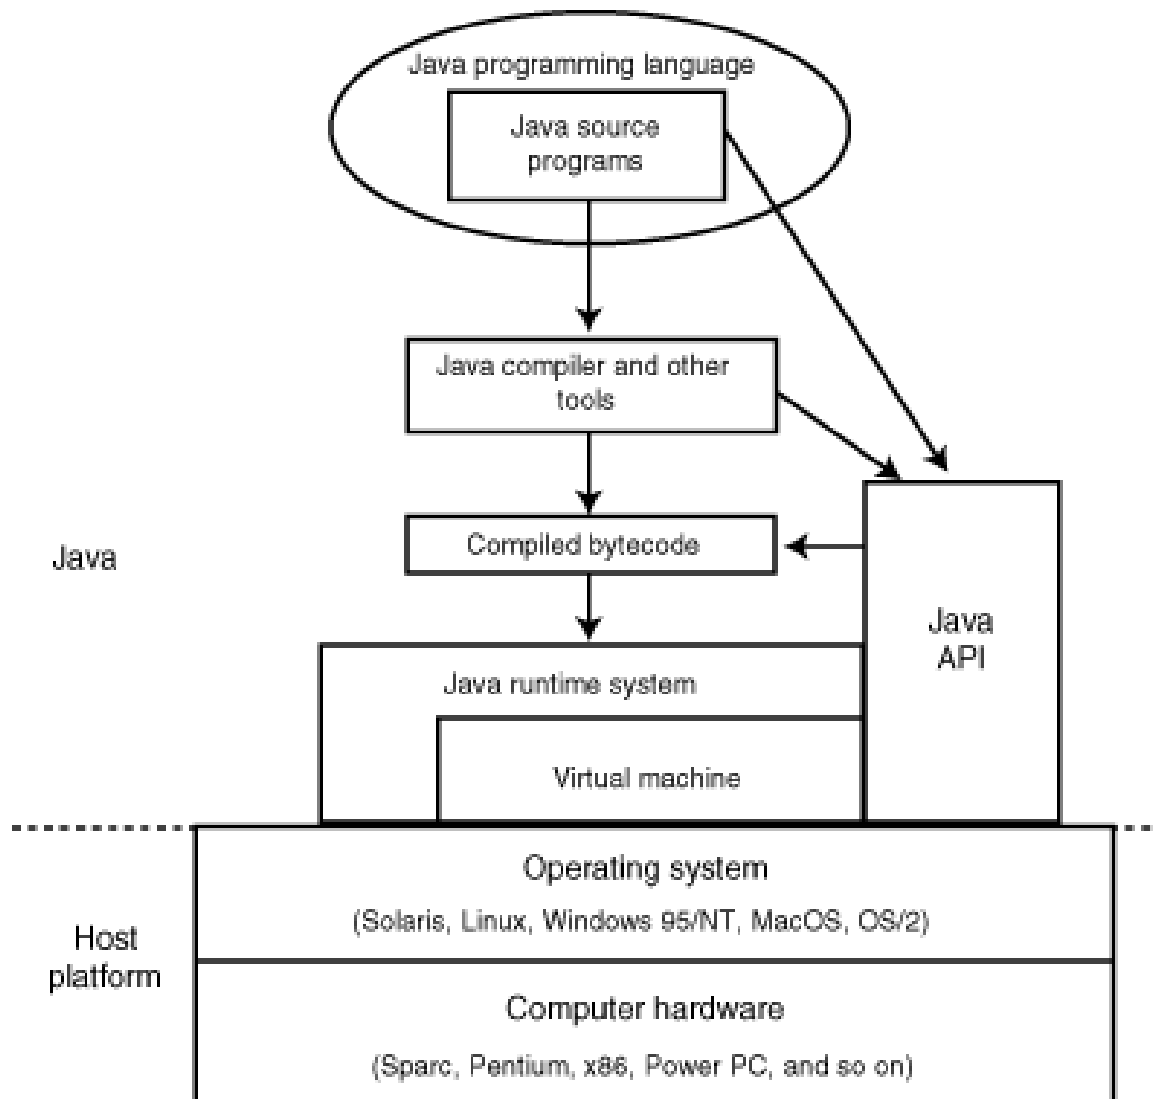 Java programming language
Java source
programs
Java compiler and other
tools
Compiled bytecode
Java
Java
API
Java runtime system
Virtual machine
Operating system
(Solaris, Linux, Windows 95/NT, MacOS, OS/2)
Host
platform
Computer hardware
(Sparc, Pentium, x86, Power PC, and so on)